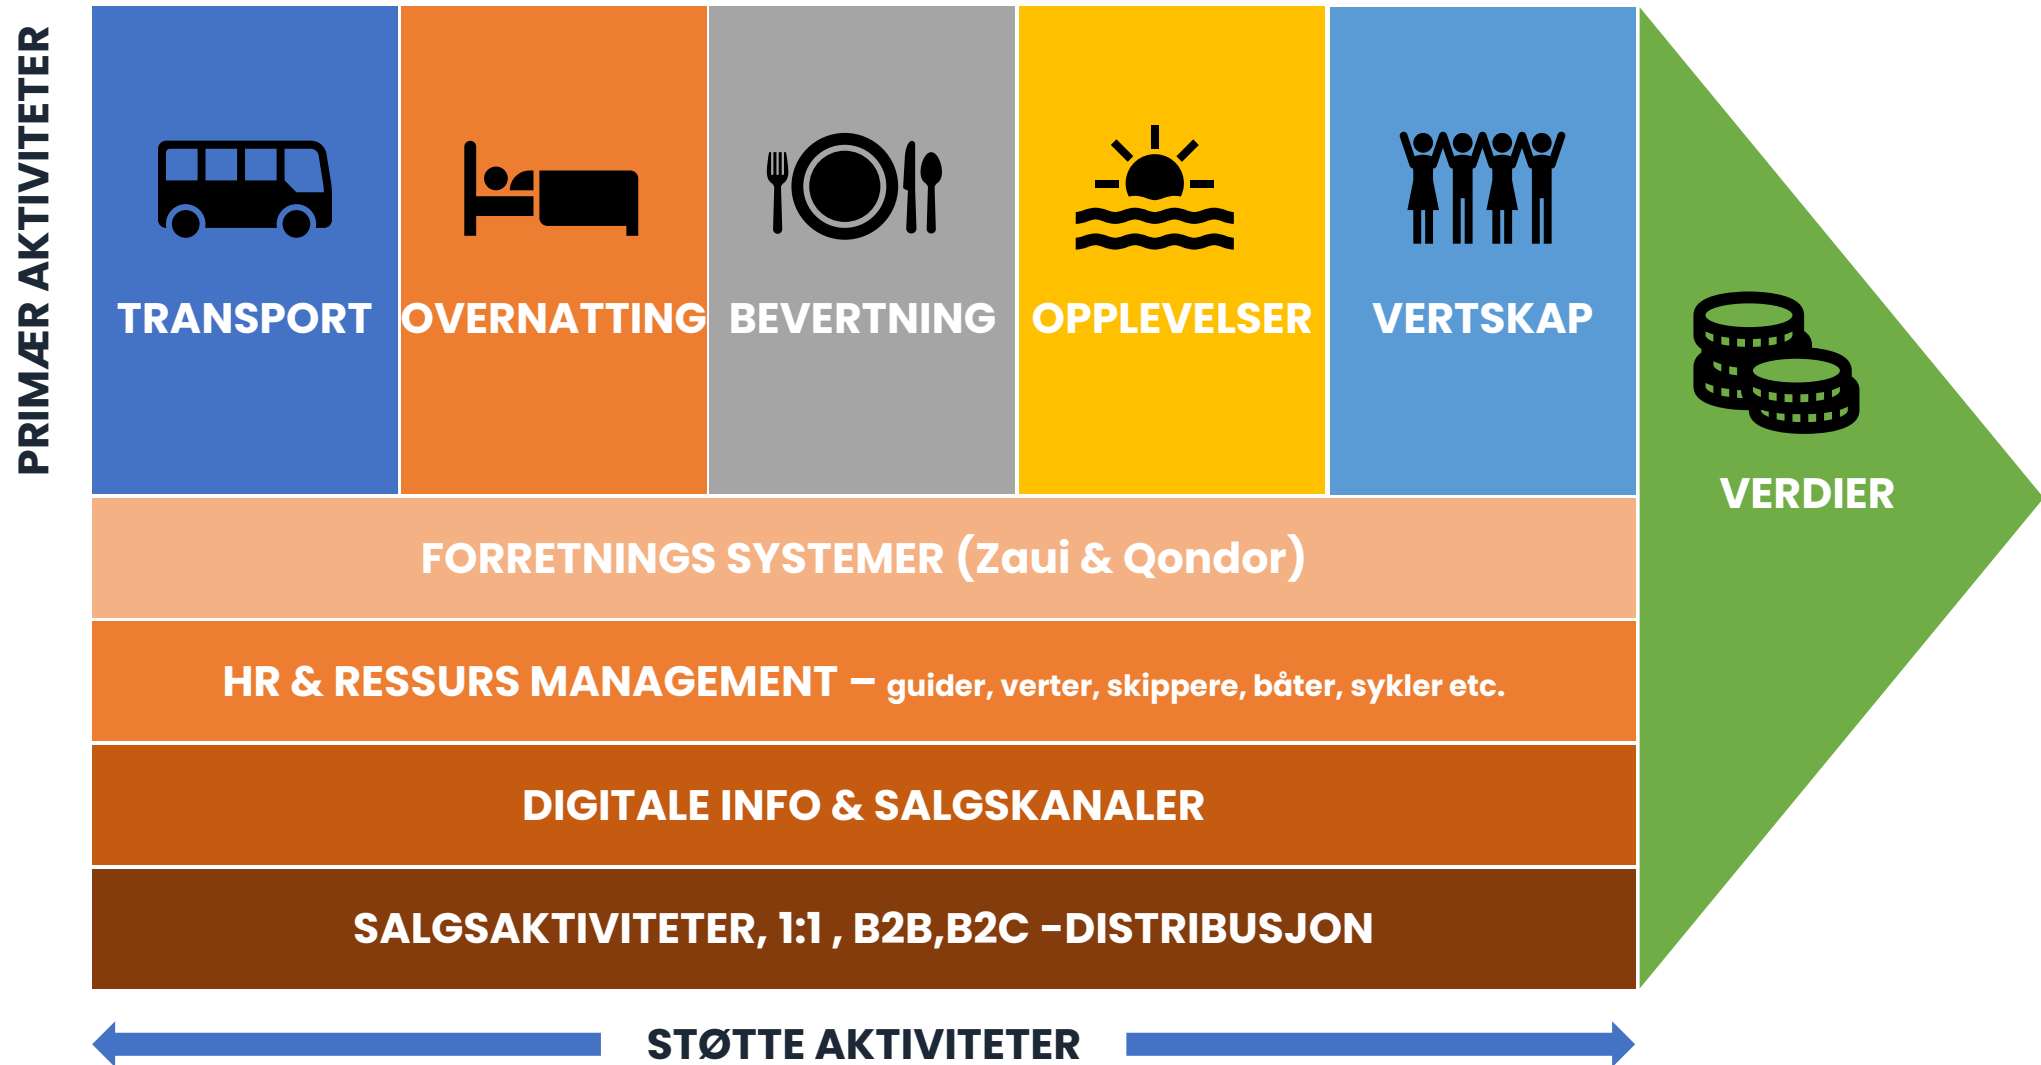 PRIMÆR AKTIVITETER
TRANSPORT
OVERNATTING
BEVERTNING
OPPLEVELSER
VERTSKAP
VERDIER
FORRETNINGS SYSTEMER (Zaui & Qondor)
HR & RESSURS MANAGEMENT – guider, verter, skippere, båter, sykler etc.
DIGITALE INFO & SALGSKANALER
SALGSAKTIVITETER, 1:1 , B2B,B2C -DISTRIBUSJON
STØTTE AKTIVITETER